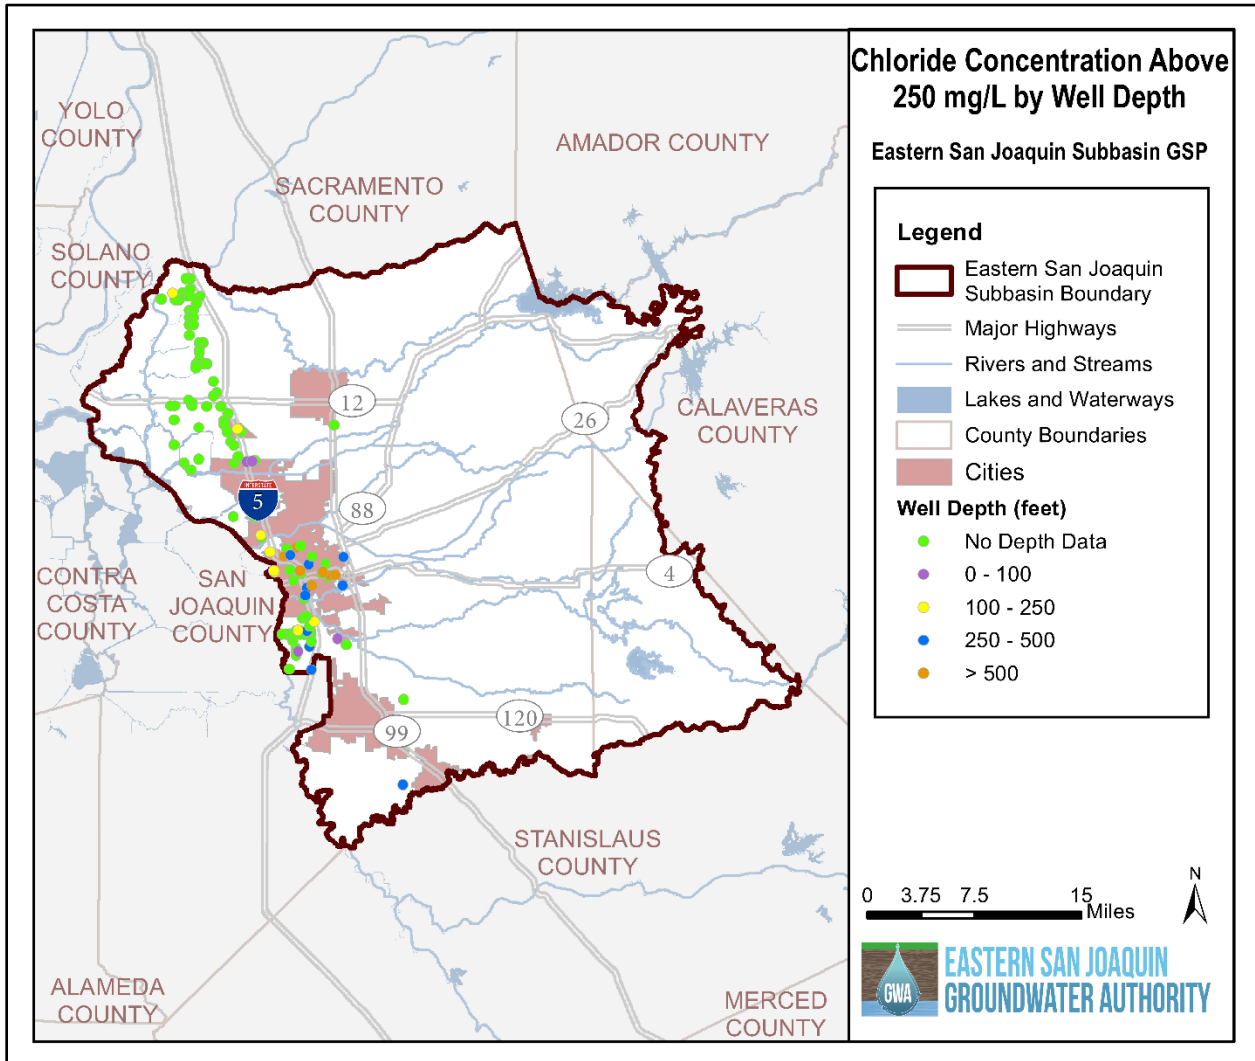 Chloride Concentration Above
250 mg/L by Well Depth
Eastern San Joaquin Subbasin GSP
Legend
Eastern San Joaquin
Subbasin Boundary
Major Highways
Rivers and Streams
Lakes and Waterways
County Boundaries
Cities
Well Depth (feet)
No Depth Data
0 - 100
100 - 250
250 - 500
> 500
YOLO
COUNTY
AMADOR COUNTY
SACRAMENTO
COUNTY
SOLANO
COUNTY
12
26
CALAVERAS
COUNTY
INTERSTATE
5
88
4
CONTRA
COSTA
COUNTY
SAN
JOAQUIN
COUNTY
120
99
STANISLAUS
COUNTY
ALAMEDA
COUNTY
MERCED
COUNTY
N
0 3.75 7.5 15
Miles
GWA
EASTERN SAN JOAQUIN
GROUNDWATER AUTHORITY